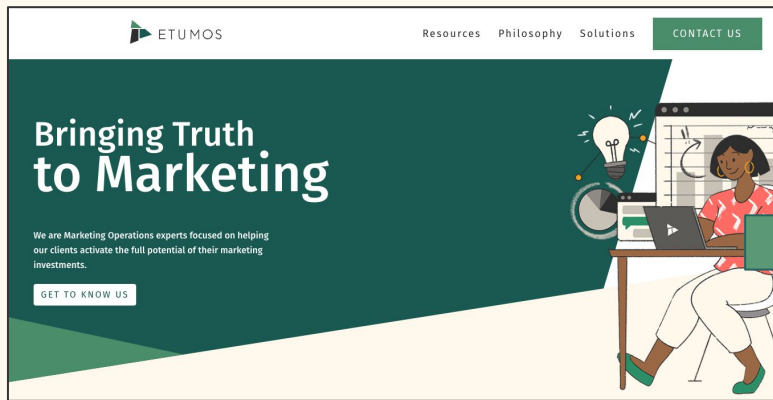 ETUMOS
Resources Philosophy Solutions CONTACT US
Bringing Truth
to Marketing
We are Marketing Operations experts focused on helping
our clients activate the full potential of their marketing
investments.
GET TO KNOW US